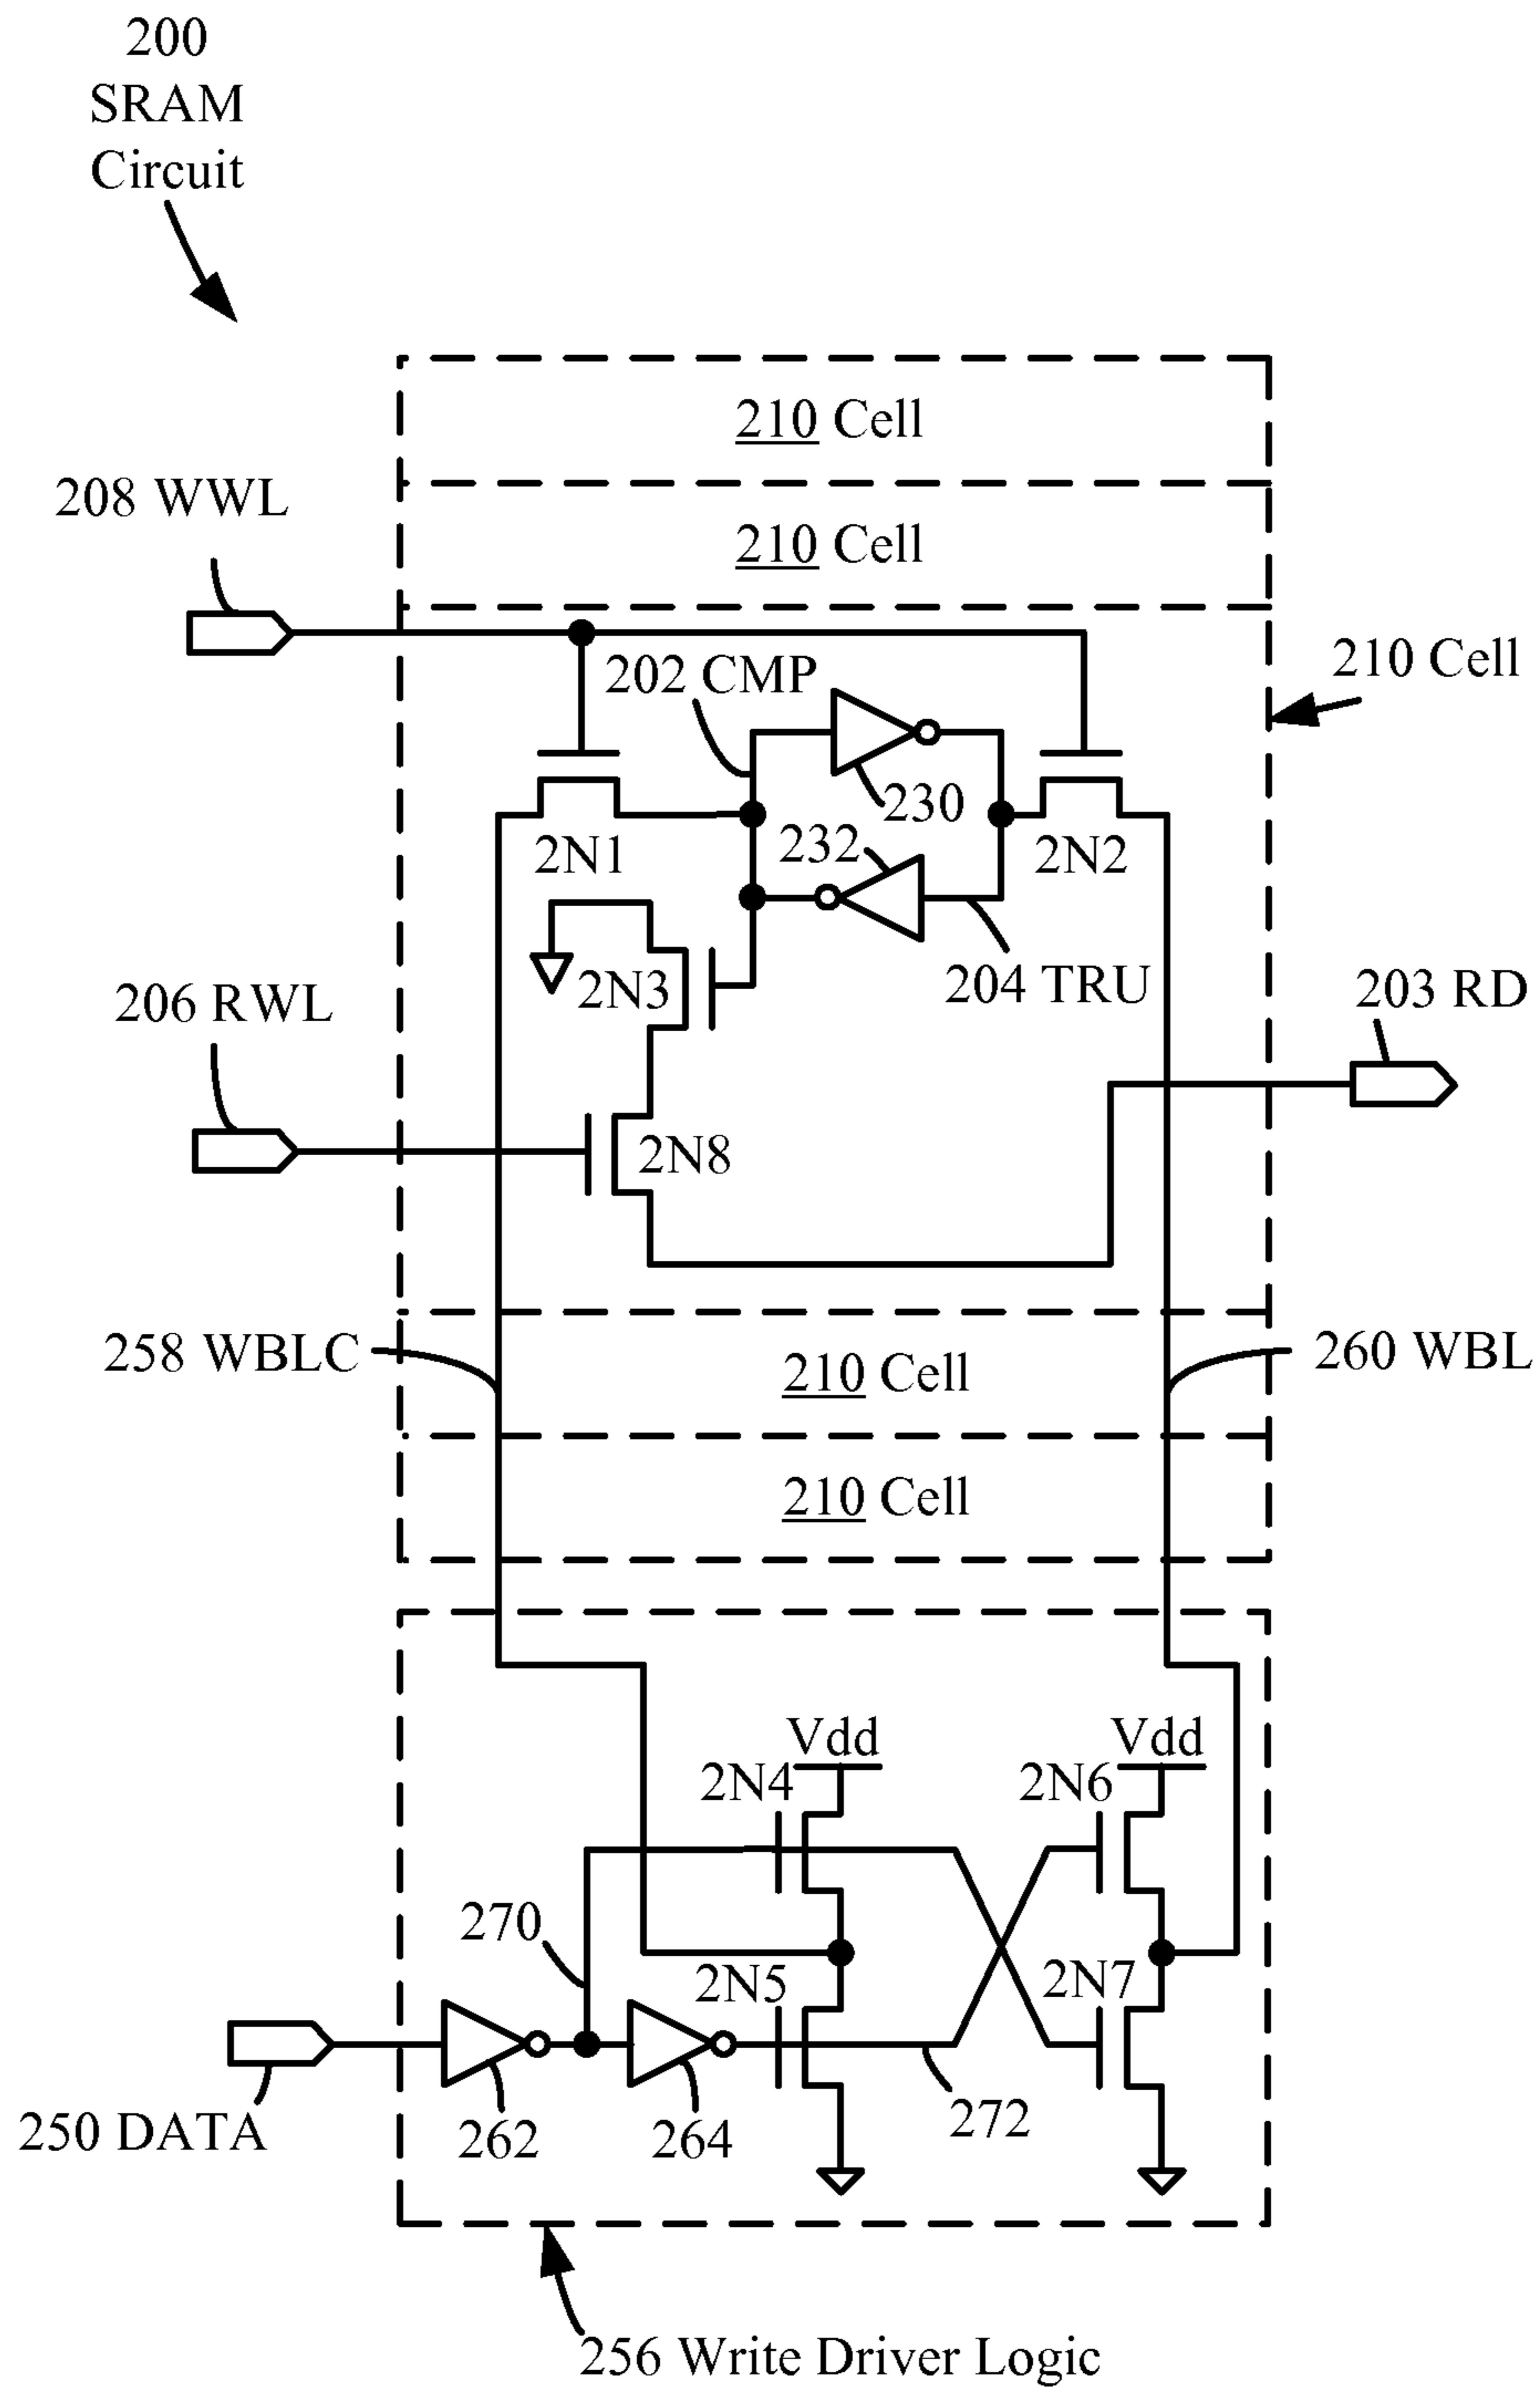 200
SRAM
Circuit
210 Cell
208 WWL
210 Cell
210 Cell
202 CMP
230
2N1
232
2N2
2N3
204 TRU
206 RWL
203 RD
2N8
258 WBLC
210 Cell
260 WBL
210 Cell
Vdd
Vdd
2N4
2N6
270
2N5
2N7
250 DATA
262
264
272
256 Write Driver Logic